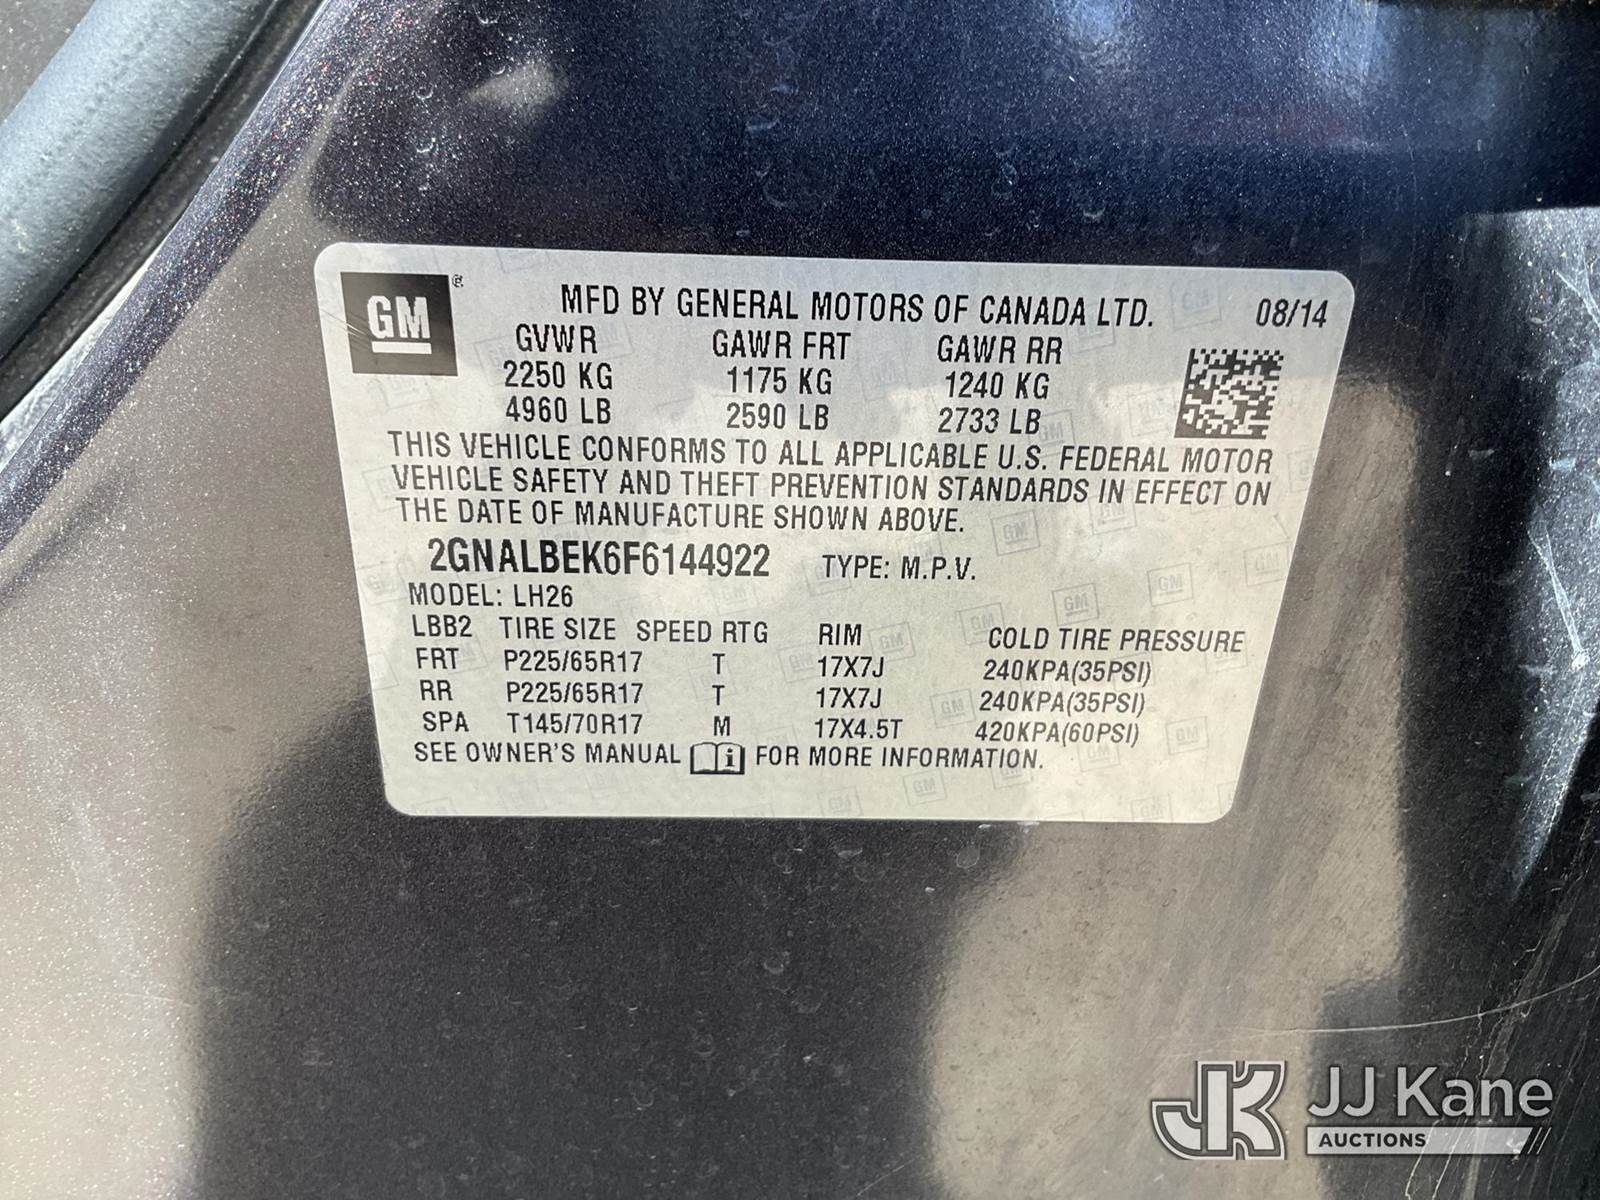 GM ®
MFD BY GENERAL MOTORS OF CANADA LTD. 08/14
GVWR GAWR FRT GAWR RR
2250 KG 1175 KG 1240 KG
4960 LB 2590 LB 2733 LB
THIS VEHICLE CONFORMS TO ALL APPLICABLE U.S. FEDERAL MOTOR
VEHICLE SAFETY AND THEFT PREVENTION STANDARDS IN EFFECT ON
THE DATE OF MANUFACTURE SHOWN ABOVE.
2GNALBEK6F6144922 TYPE: M.P.V.
MODEL: LH26
LBB2 TIRE SIZE SPEED RTG RIM COLD TIRE PRESSURE
FRT P225/65R17 T 17X7J 240KPA(35PSI)
RR P225/65R17 T 17X7J 240KPA(35PSI)
SPA T145/70R17 M 17X4.5T 420KPA(60PSI)
SEE OWNER'S MANUAL FOR MORE INFORMATION.
JK JJ Kane
AUCTIONS